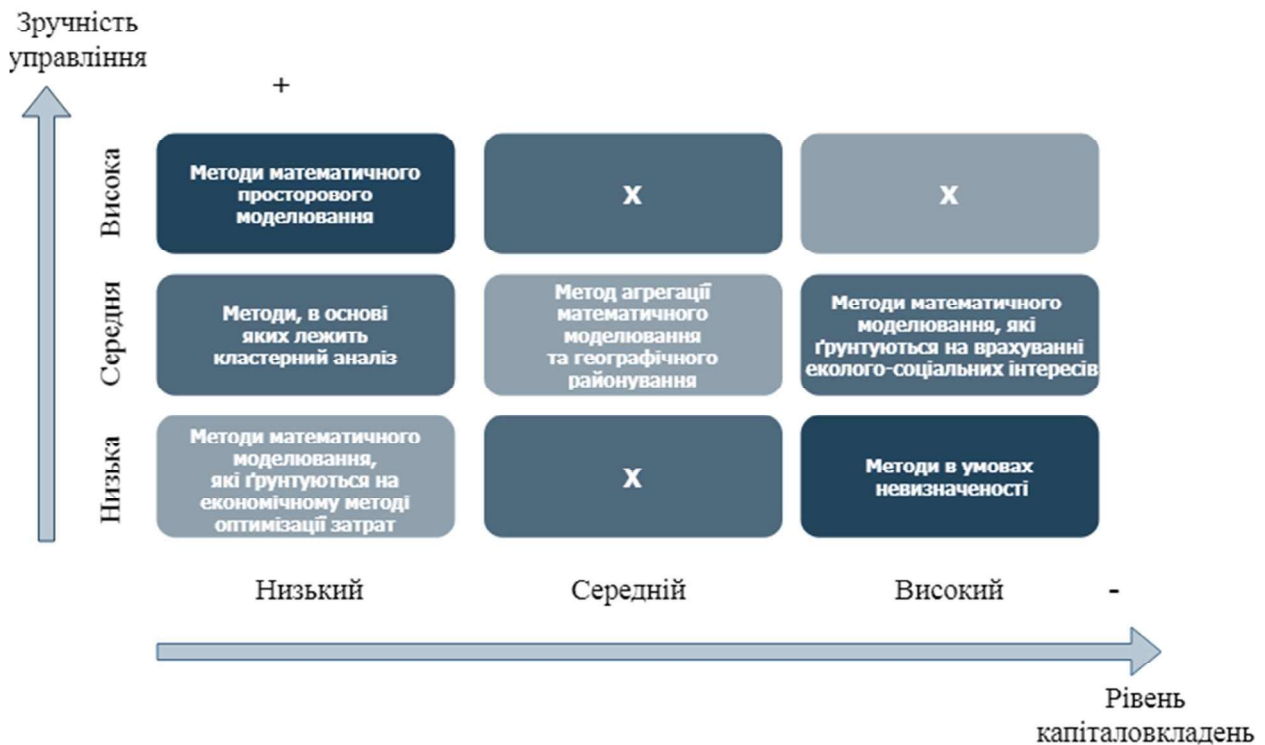 Зручність
управління
+
Висока
Методи математичного
просторового
моделювання
X
X
Середня
Методи, в основі
яких лежить
кластерний аналіз
Метод агрегації
математичного
моделювання
та географічного
районування
Методи математичного
моделювання, які
ґрунтуються на врахуванні
еколого-соціальних інтересів
Низька
Методи математичного
моделювання,
які ґрунтуються на
економічному методі
оптимізації затрат
X
Методи в умовах
невизначеності
Низький
Середній
Високий
-
Рівень
капіталовкладень